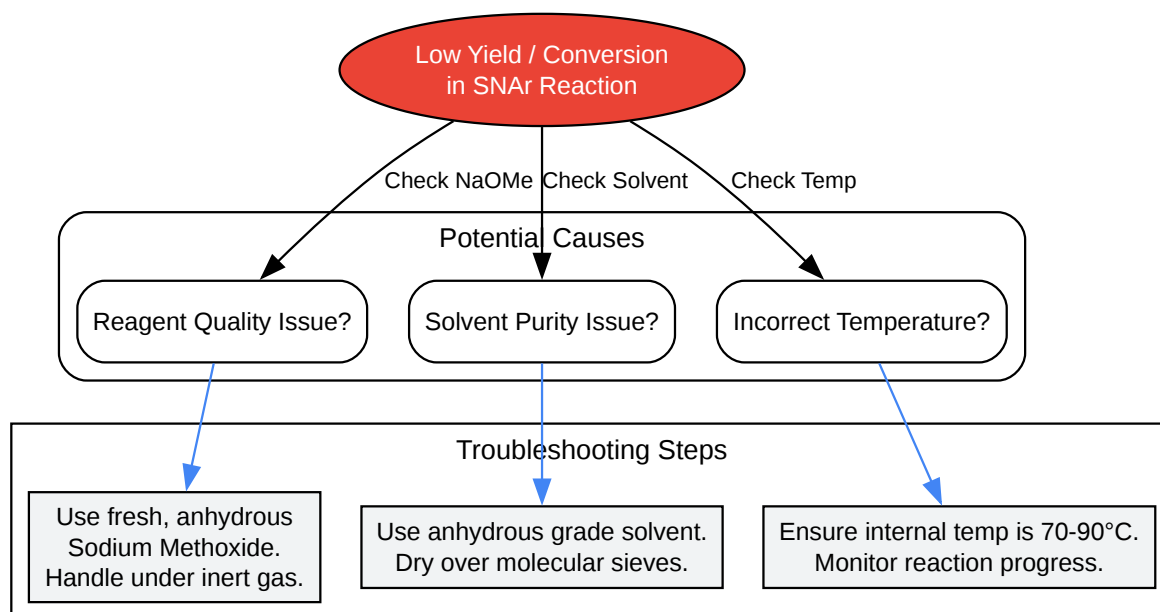 Low Yield / Conversion
in SNAr Reaction
Check NaOMe
Check Solvent
Check Temp
Potential Causes
Reagent Quality Issue?
Solvent Purity Issue?
Incorrect Temperature?
Troubleshooting Steps
Use fresh, anhydrous
Sodium Methoxide.
Handle under inert gas.
Use anhydrous grade solvent.
Dry over molecular sieves.
Ensure internal temp is 70-90°C.
Monitor reaction progress.